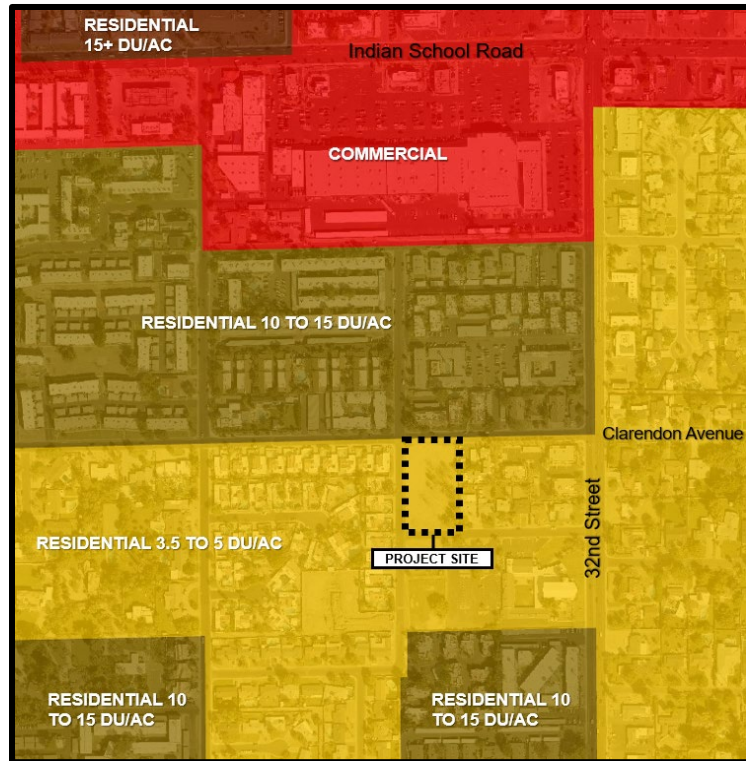 RESIDENTIAL
15+ DU/AC
Indian School Road
COMMERCIAL
RESIDENTIAL 10 TO 15 DU/AC
Clarendon Avenue
32nd Street
RESIDENTIAL 3.5 TO 5 DU/AC
PROJECT SITE
RESIDENTIAL 10
TO 15 DU/AC
RESIDENTIAL 10
TO 15 DU/AC